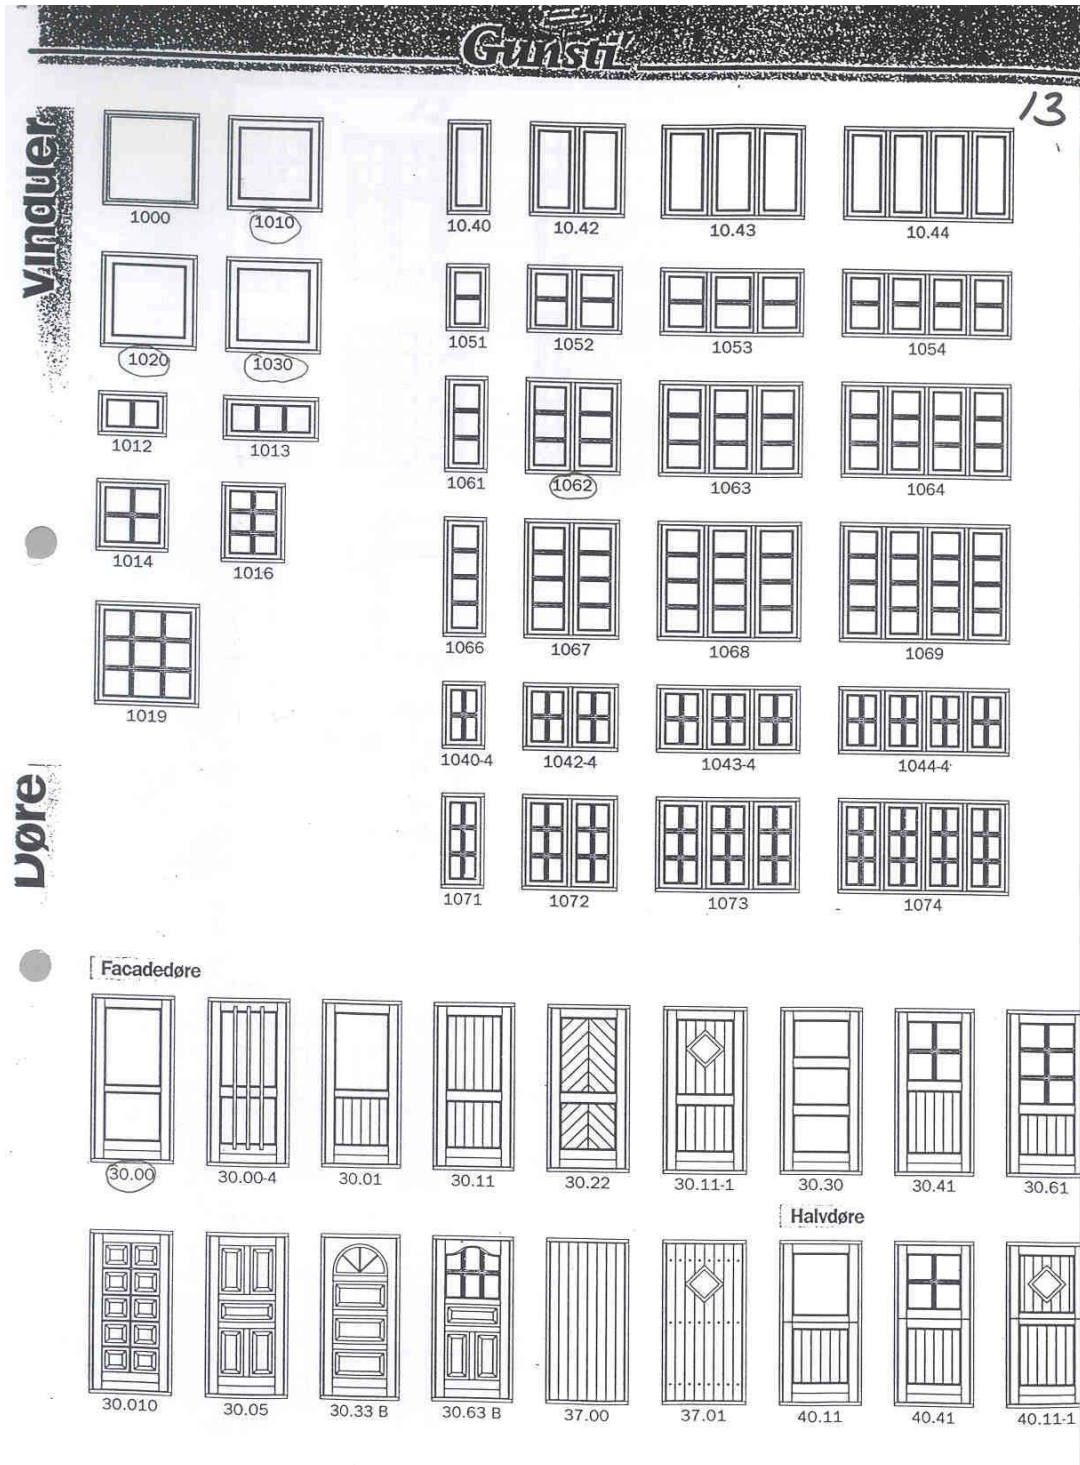 Gunsti'
13
Vinduer
1000 1010 10.40 10.42 10.43 10.44
1020 1030 1051 1052 1053 1054
1012 1013 1061 1062 1063 1064
1014 1016 1066 1067 1068 1069
1019 1040-4 1042-4 1043-4 1044-4
Døre
1071 1072 1073 1074
Facadedøre
30.00 30.00-4 30.01 30.11 30.22 30.11-1 30.30 30.41 30.61
Halvdøre
30.010 30.05 30.33 B 30.63 B 37.00 37.01 40.11 40.41 40.11-1